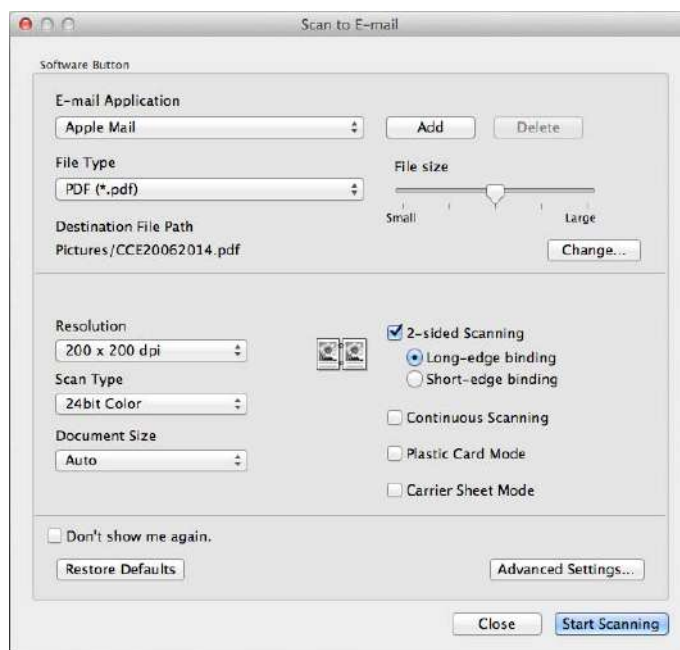 Scan to E-mail
Software Button
E-mail Application
Apple Mail
Add
Delete
File Type
File size
PDF (*.pdf)
Small
Large
Destination File Path
Pictures/CCE20062014.pdf
Change...
Resolution
2-sided Scanning
200 x 200 dpi
Long-edge binding
Scan Type
Short-edge binding
24bit Color
Continuous Scanning
Document Size
Auto
Plastic Card Mode
Carrier Sheet Mode
Don't show me again.
Restore Defaults
Advanced Settings...
Close
Start Scanning